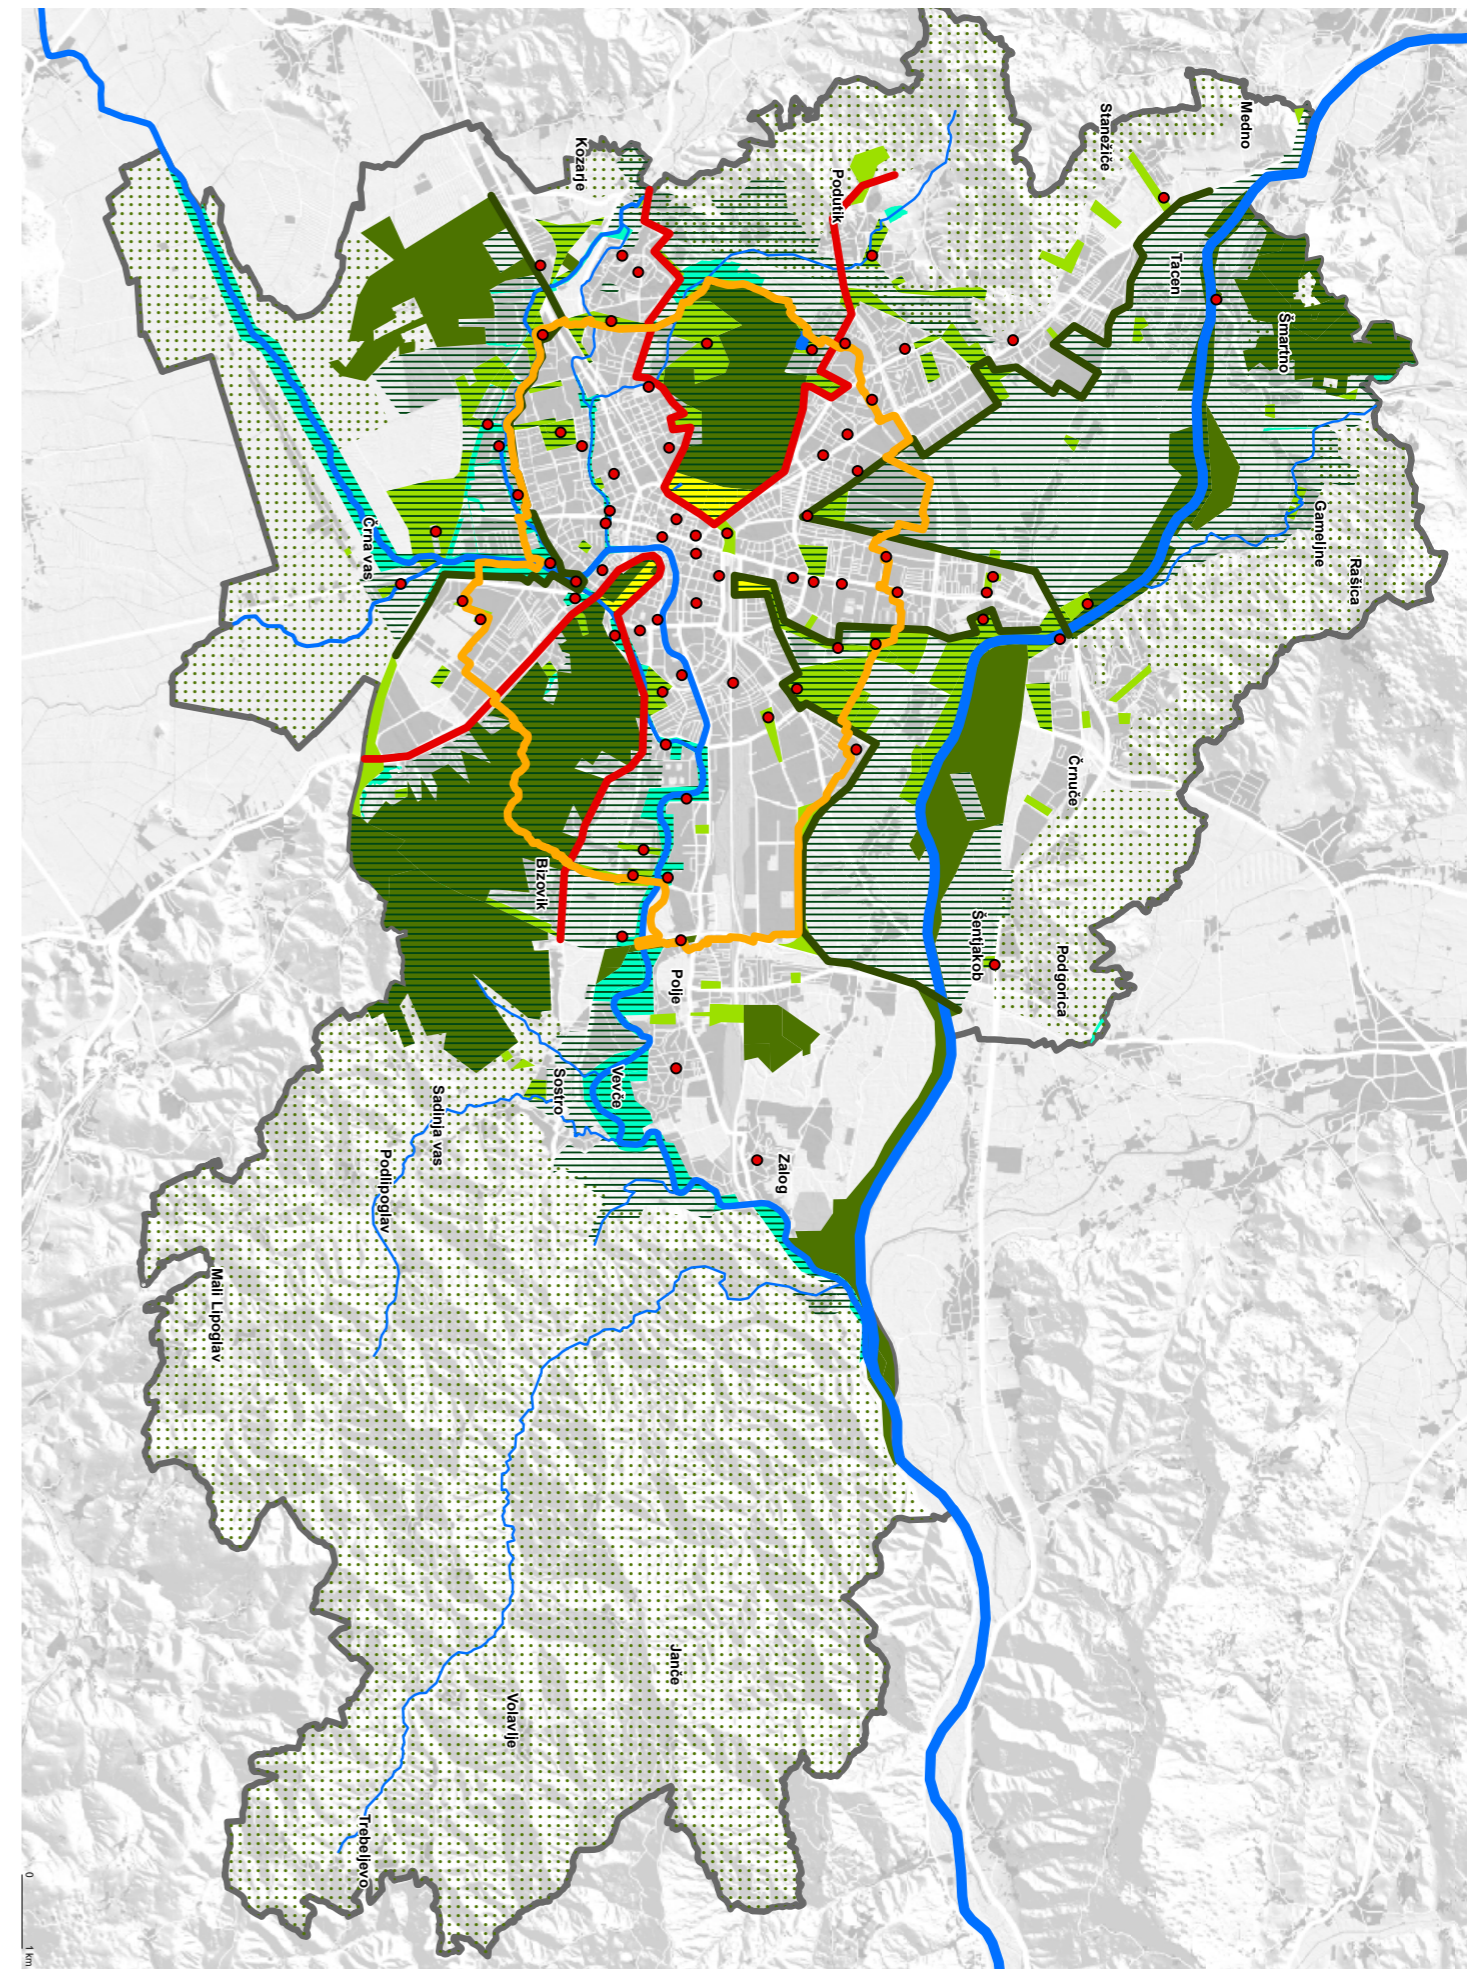 Medno
Stanežiče
Kozarje
Podutik
Tacen
Šmartno
Gameljne
Rašica
Črna vas
Črnuče
Bizovik
Šentjakob
Podgorica
Polje
Vevče
Sostro
Sadinja vas
Podlipoglav
Zalog
Mali Lipoglav
Janče
Volavlje
Trebeljevo
0 1 km